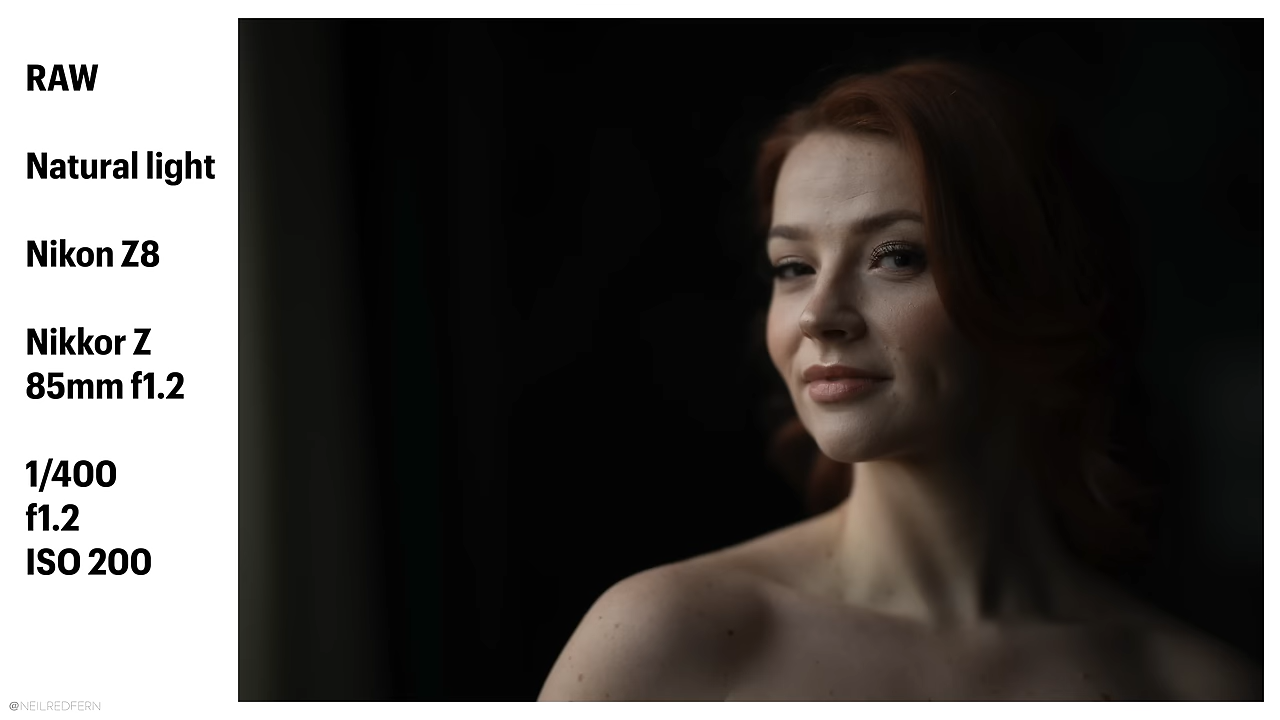 RAW
Natural light
Nikon Z8
Nikkor Z
85mm f1.2
1/400
f1.2
ISO 200
@NEILREDFERN